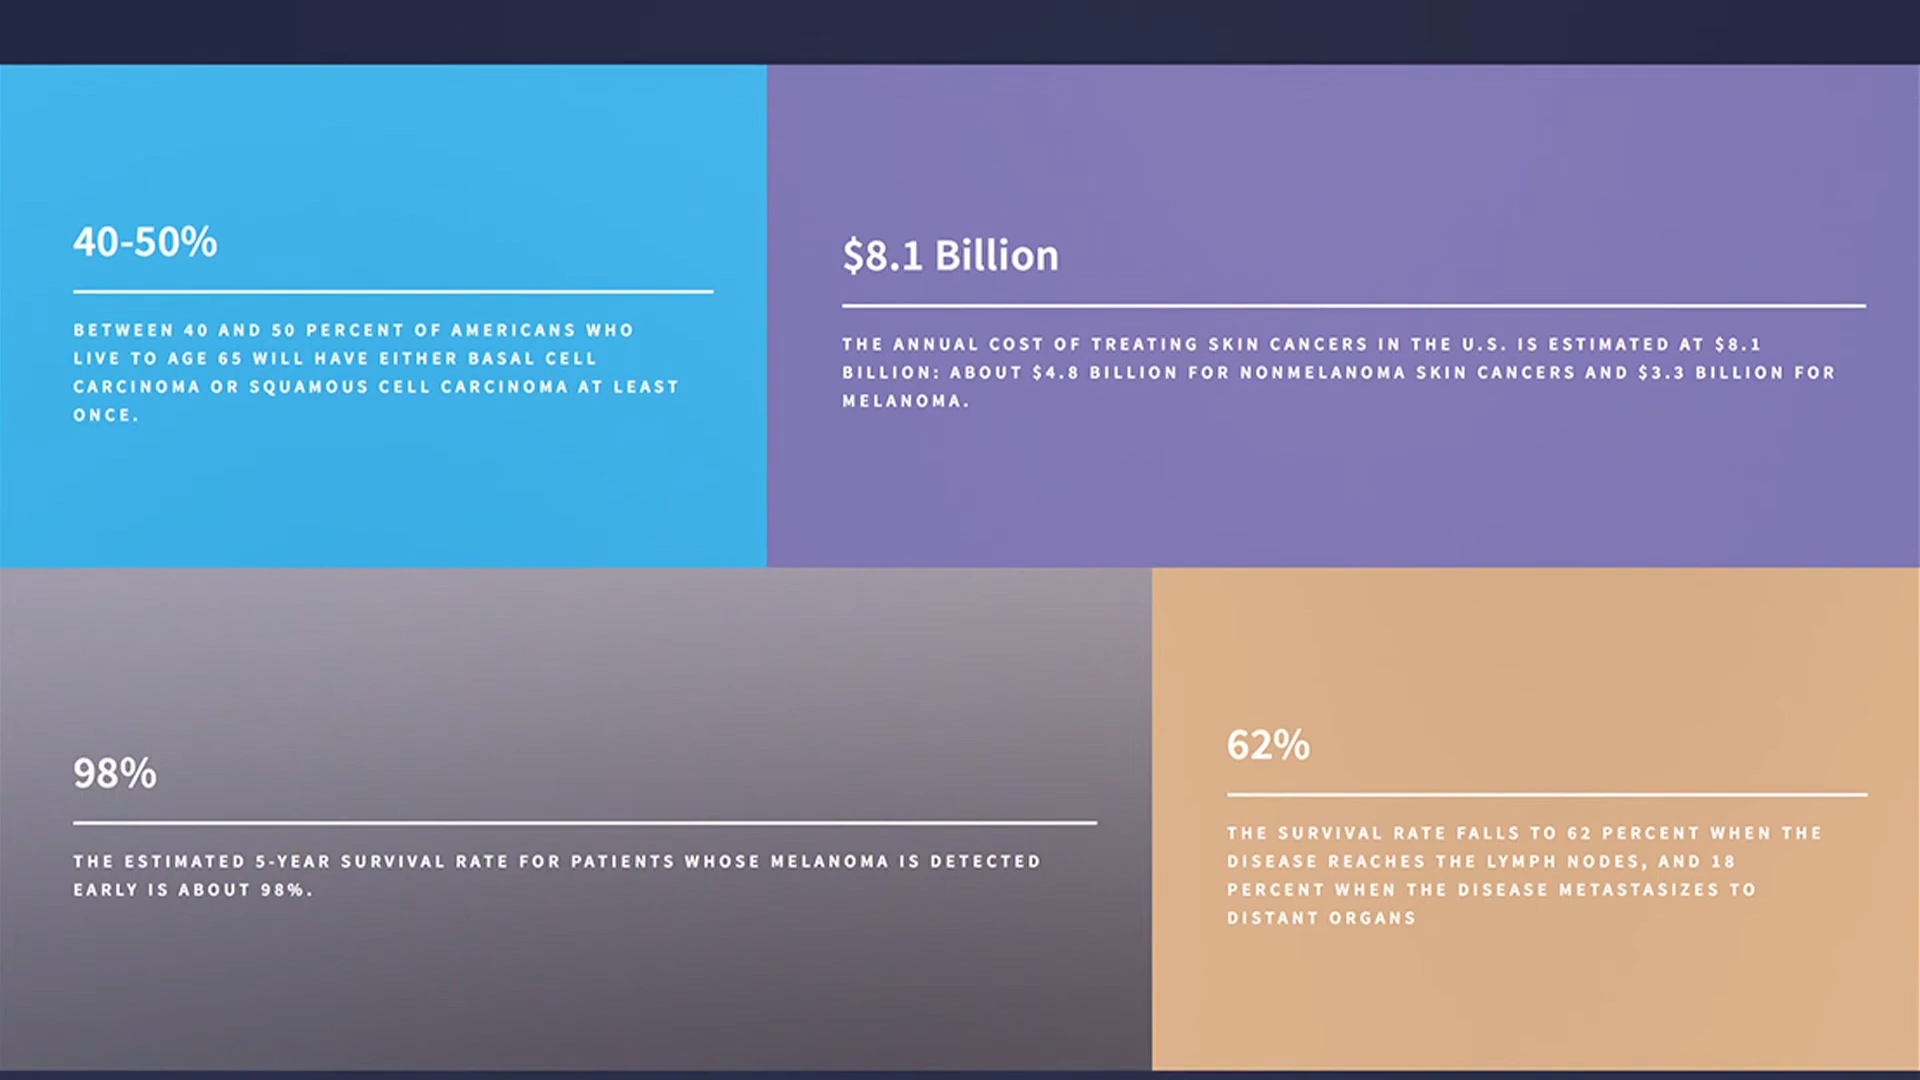 40-50%
BETWEEN 40 AND 50 PERCENT OF AMERICANS WHO
LIVE TO AGE 65 WILL HAVE EITHER BASAL CELL
CARCINOMA OR SQUAMOUS CELL CARCINOMA AT LEAST
ONCE.
$8.1 Billion
THE ANNUAL COST OF TREATING SKIN CANCERS IN THE U.S. IS ESTIMATED AT $8.1
BILLION: ABOUT $4.8 BILLION FOR NONMELANOMA SKIN CANCERS AND $3.3 BILLION FOR
MELANOMA.
98%
THE ESTIMATED 5-YEAR SURVIVAL RATE FOR PATIENTS WHOSE MELANOMA IS DETECTED
EARLY IS ABOUT 98%.
62%
THE SURVIVAL RATE FALLS TO 62 PERCENT WHEN THE
DISEASE REACHES THE LYMPH NODES, AND 18
PERCENT WHEN THE DISEASE METASTASIZES TO
DISTANT ORGANS